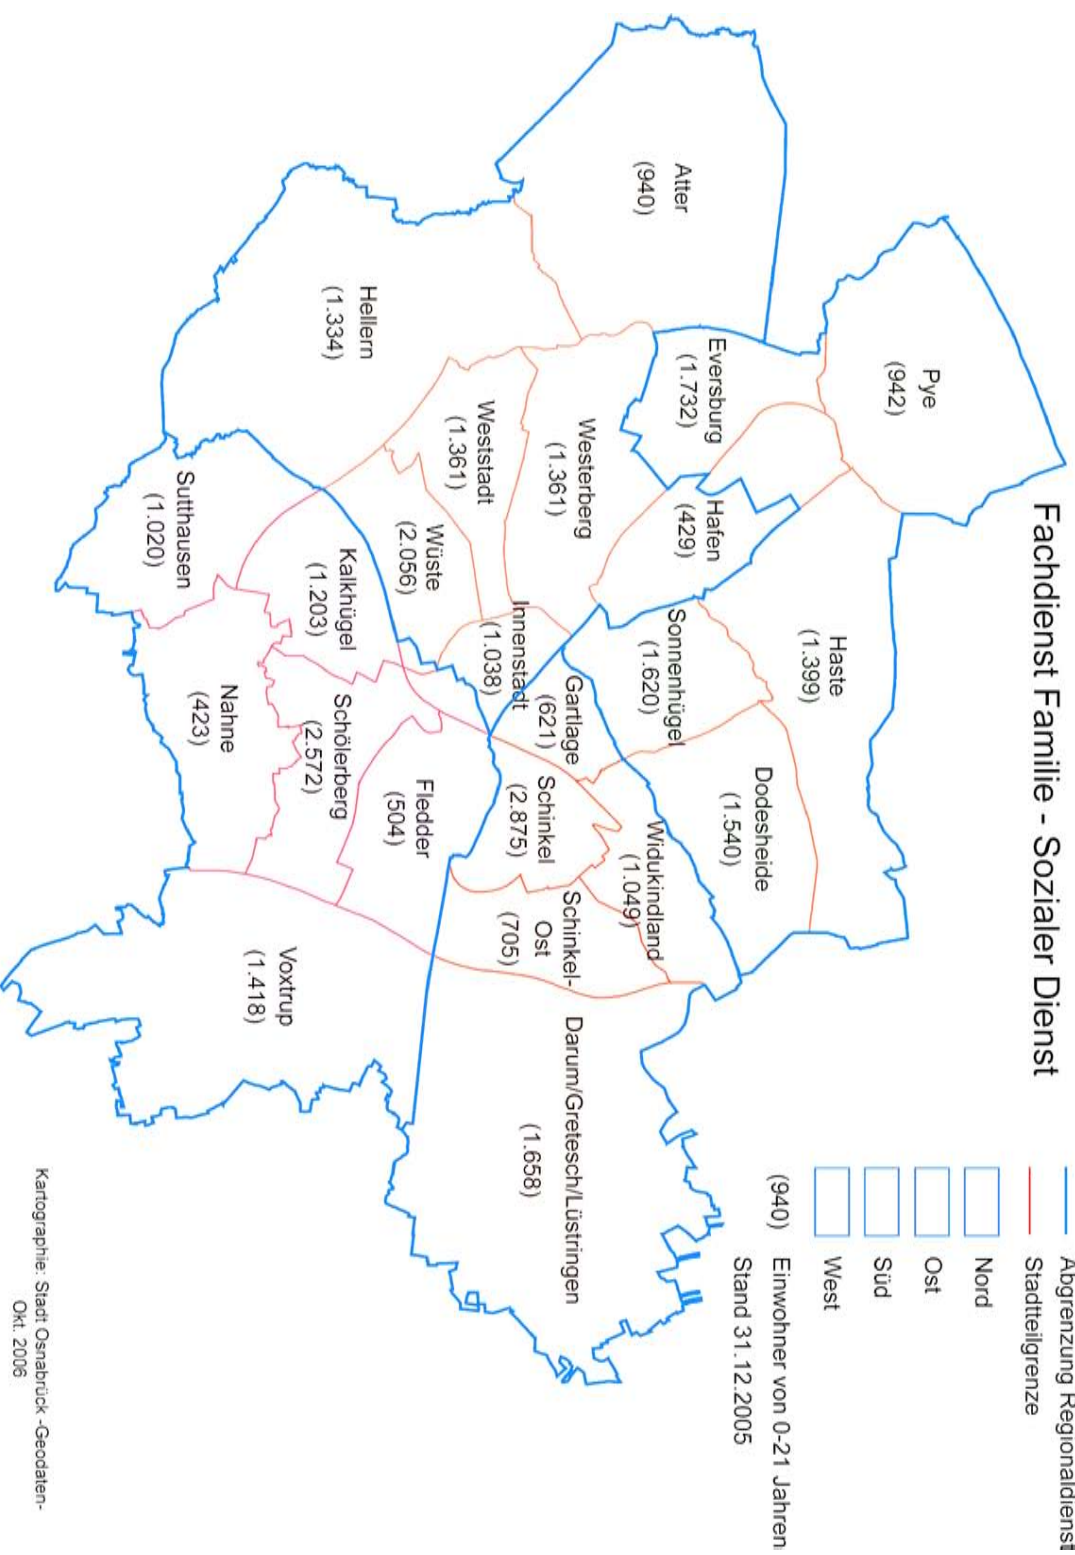 Fachdienst Familie - Sozialer Dienst
Abgrenzung Regionaldienst
Stadtteilgrenze
Nord
Ost
Süd
West
(940) Einwohner von 0-21 Jahren
Stand 31.12.2005
Pye
(942)
Atter
(940)
Eversburg
(1.732)
Hafen
(429)
Haste
(1.399)
Sonnenhügel
(1.620)
Dodesheide
(1.540)
Westerberg
(1.361)
Weststadt
(1.361)
Hellern
(1.334)
Wüste
(2.056)
Innenstadt
(1.038)
Gartlage
(621)
Schinkel
(2.875)
Widukindland
(1.049)
Schinkel-
Ost
(705)
Darum/Gretesch/Lüstringen
(1.658)
Kalkhügel
(1.203)
Sutthausen
(1.020)
Nahne
(423)
Schölerberg
(2.572)
Fledder
(504)
Voxtrup
(1.418)
Kartographie: Stadt Osnabrück -Geodaten-
Okt. 2006